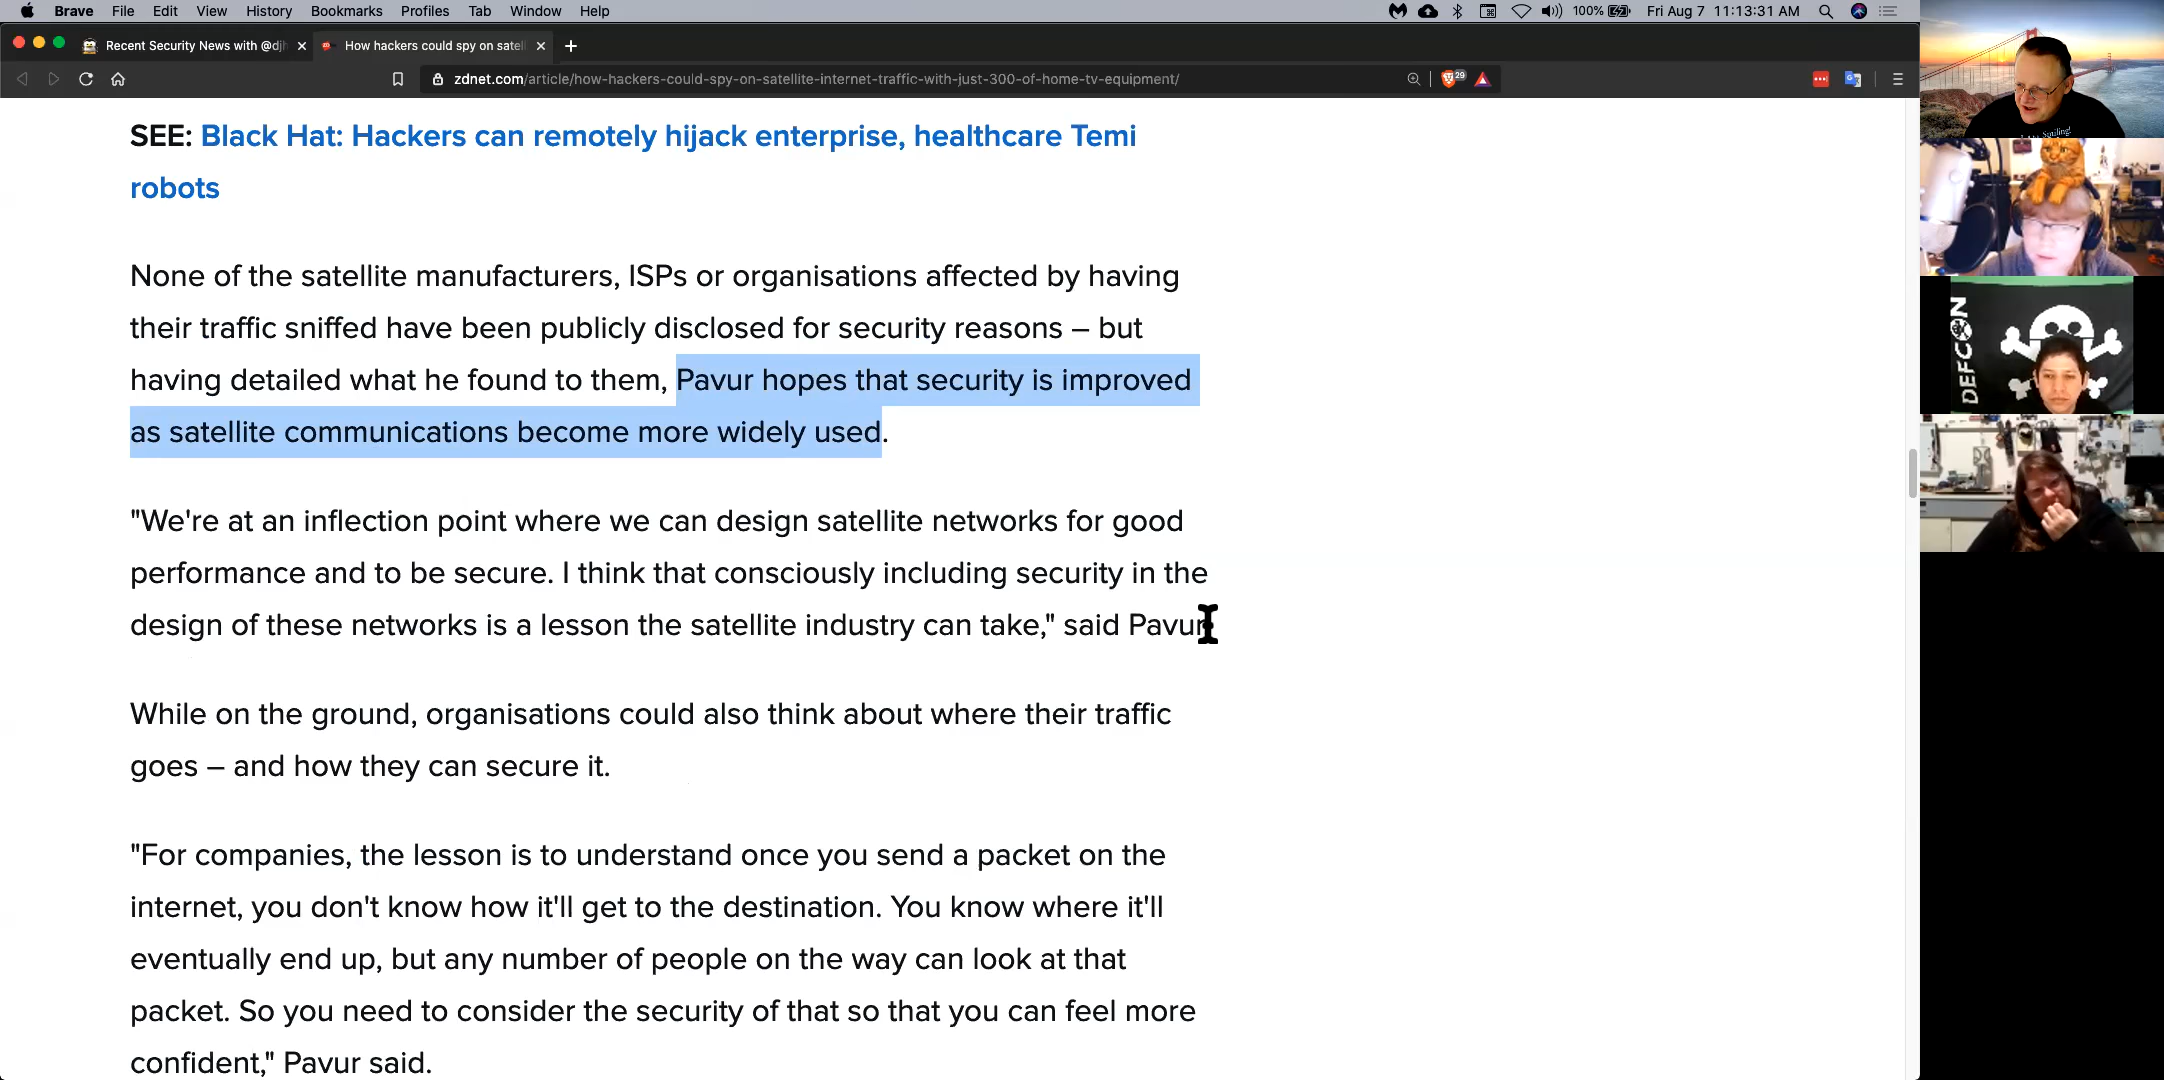 Brave File Edit View History Bookmarks Profiles Tab Window Help 100% Fri Aug 7 11:13:31 AM
Recent Security News with @djh
How hackers could spy on satel
zdnet.com/article/how-hackers-could-spy-on-satellite-internet-traffic-with-just-300-of-home-tv-equipment/
29
SEE: Black Hat: Hackers can remotely hijack enterprise, healthcare Temi
robots
None of the satellite manufacturers, ISPs or organisations affected by having
their traffic sniffed have been publicly disclosed for security reasons – but
having detailed what he found to them, Pavur hopes that security is improved
as satellite communications become more widely used.
"We're at an inflection point where we can design satellite networks for good
performance and to be secure. I think that consciously including security in the
design of these networks is a lesson the satellite industry can take," said Pavur
While on the ground, organisations could also think about where their traffic
goes – and how they can secure it.
"For companies, the lesson is to understand once you send a packet on the
internet, you don't know how it'll get to the destination. You know where it'll
eventually end up, but any number of people on the way can look at that
packet. So you need to consider the security of that so that you can feel more
confident," Pavur said.
DEFCON